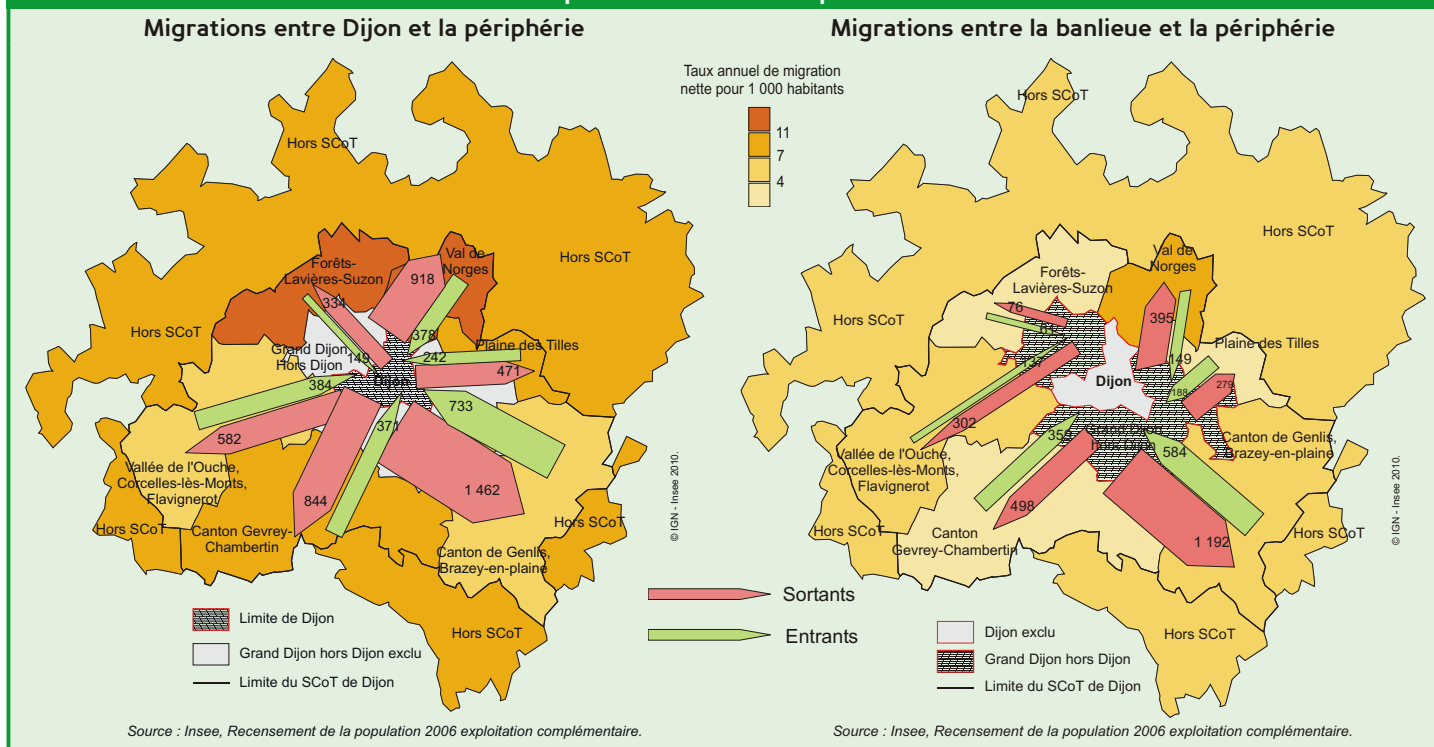 Migrations entre Dijon et la périphérie
Hors SCoT
Hors SCoT
Hors SCoT
Forêts-
Lavières-Suzon
Val de
Norges
918
334
378
Grand Dijon
Hors Dijon
149
242
Plaine des Tilles
471
Dijon
384
733
371
582
Vallée de l'Ouche,
Corcelles-lès-Monts,
Flavignerot
844
1 462
Hors SCoT
Hors SCoT
Canton Gevrey-
Chambertin
Canton de Genlis,
Brazey-en-plaine
Hors SCoT
© IGN - Insee 2010.
Limite de Dijon
Grand Dijon hors Dijon exclu
Limite du SCoT de Dijon
Source : Insee, Recensement de la population 2006 exploitation complémentaire.
Taux annuel de migration
nette pour 1 000 habitants
11
7
4
Sortants
Entrants
Migrations entre la banlieue et la périphérie
Hors SCoT
Hors SCoT
Hors SCoT
Val de
Norges
Forêts-
Lavières-Suzon
76
61
395
Plaine des Tilles
137
149
Dijon
188
279
302
Grand Dijon
hors Dijon
584
Canton de Genlis,
Brazey-en-plaine
Vallée de l'Ouche,
Corcelles-lès-Monts,
Flavignerot
498
1 192
Canton
Gevrey-Chambertin
Hors SCoT
Hors SCoT
Hors SCoT
© IGN - Insee 2010.
Dijon exclu
Grand Dijon hors Dijon
Limite du SCoT de Dijon
Source : Insee, Recensement de la population 2006 exploitation complémentaire.